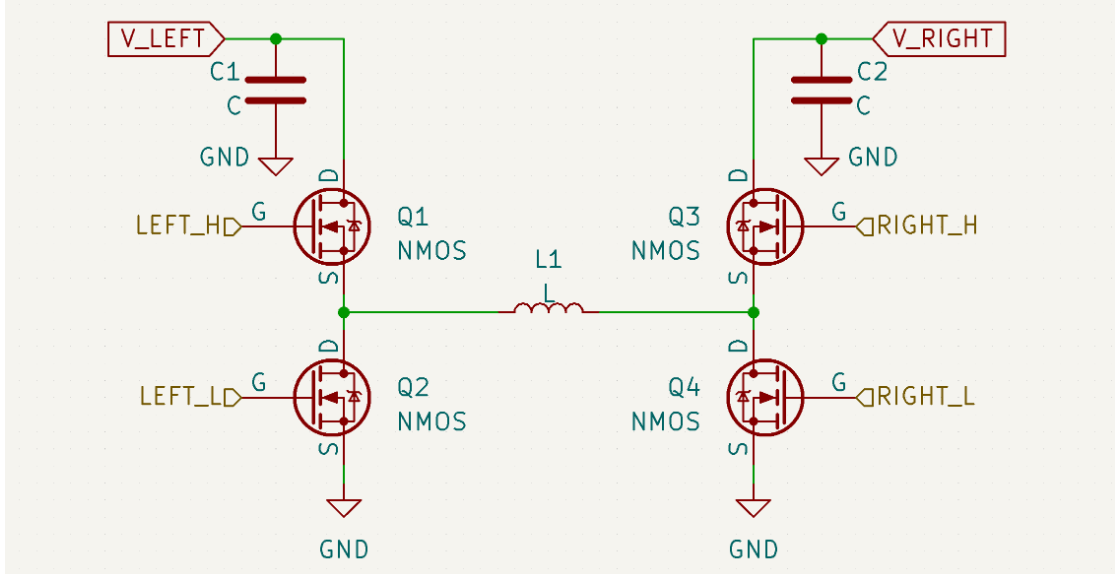 V_LEFT
V_RIGHT
C1
C
GND
C2
C
GND
D
G
S
LEFT_H
Q1
NMOS
D
G
S
RIGHT_H
Q3
NMOS
L1
L
D
G
S
LEFT_L
Q2
NMOS
D
G
S
RIGHT_L
Q4
NMOS
GND
GND